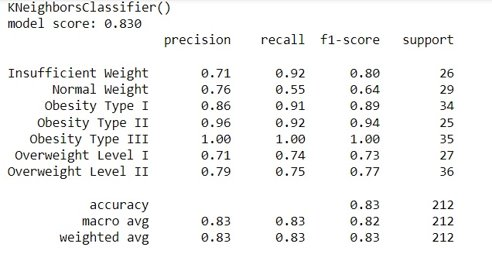 KNeighborsClassifier()
model score: 0.830
precision recall f1-score support
Insufficient Weight 0.71 0.92 0.80 26
Normal Weight 0.76 0.55 0.64 29
Obesity Type I 0.86 0.91 0.89 34
Obesity Type II 0.96 0.92 0.94 25
Obesity Type III 1.00 1.00 1.00 35
Overweight Level I 0.71 0.74 0.73 27
Overweight Level II 0.79 0.75 0.77 36
accuracy 0.83 212
macro avg 0.83 0.83 0.82 212
weighted avg 0.83 0.83 0.83 212